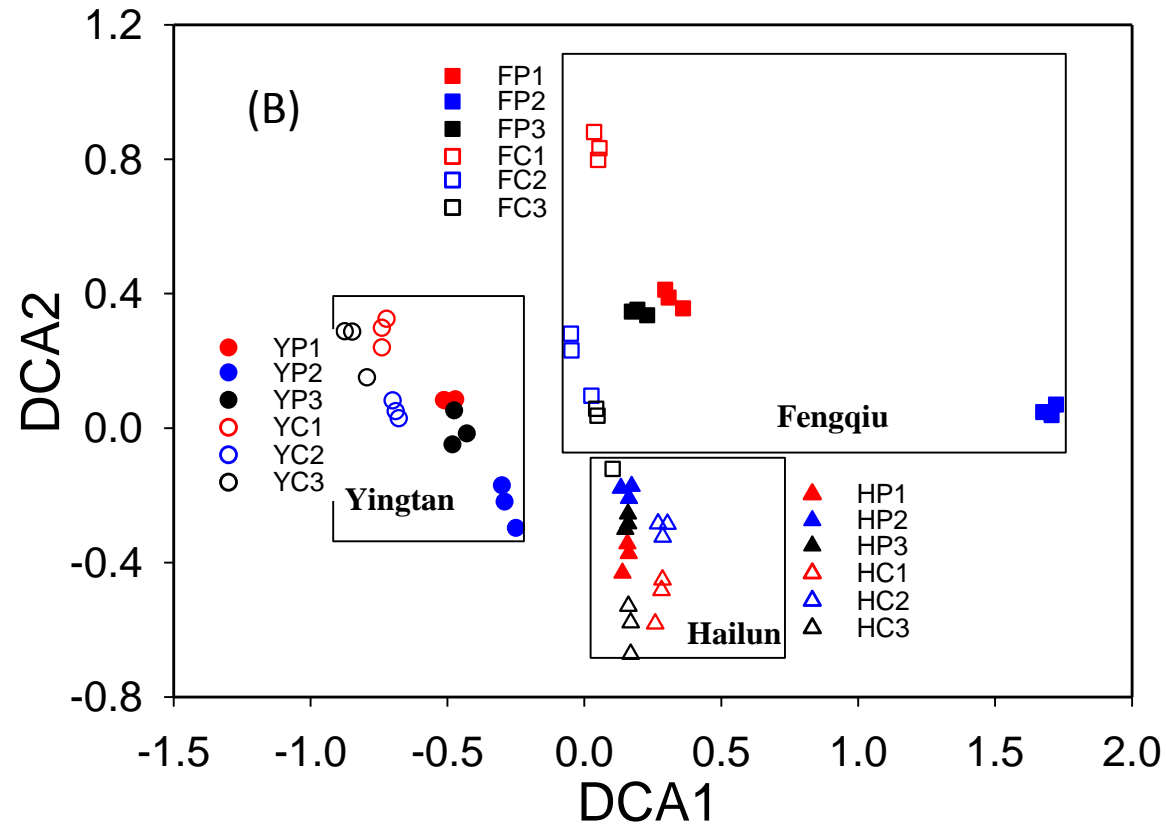 1.2
0.8
0.4
0.0
-0.4
-0.8
DCA2
(B)
FP1
FP2
FP3
FC1
FC2
FC3
YP1
YP2
YP3
YC1
YC2
YC3
Yingtan
Fengqiu
HP1
HP2
HP3
HC1
HC2
HC3
Hailun
-1.5 -1.0 -0.5 0.0 0.5 1.0 1.5 2.0
DCA1